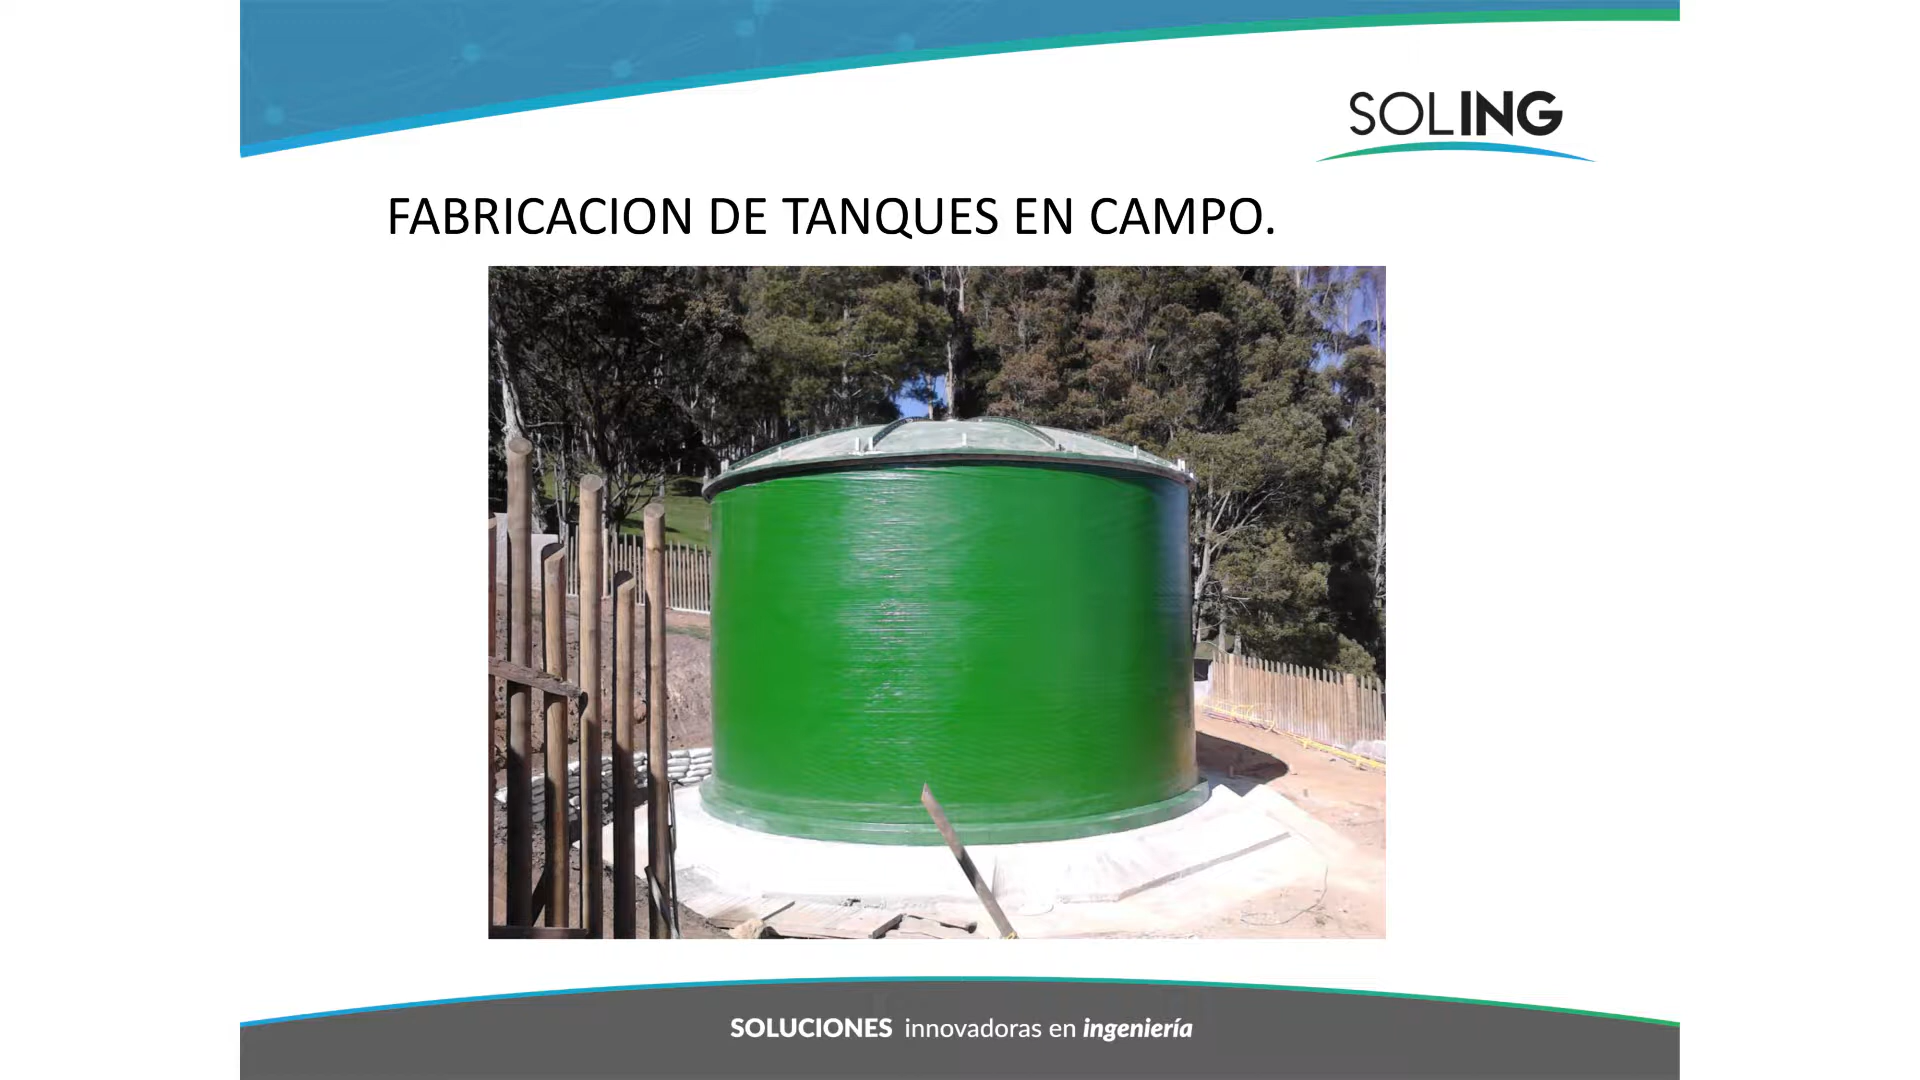 SOLING
FABRICACION DE TANQUES EN CAMPO.
SOLUCIONES innovadoras en ingeniería